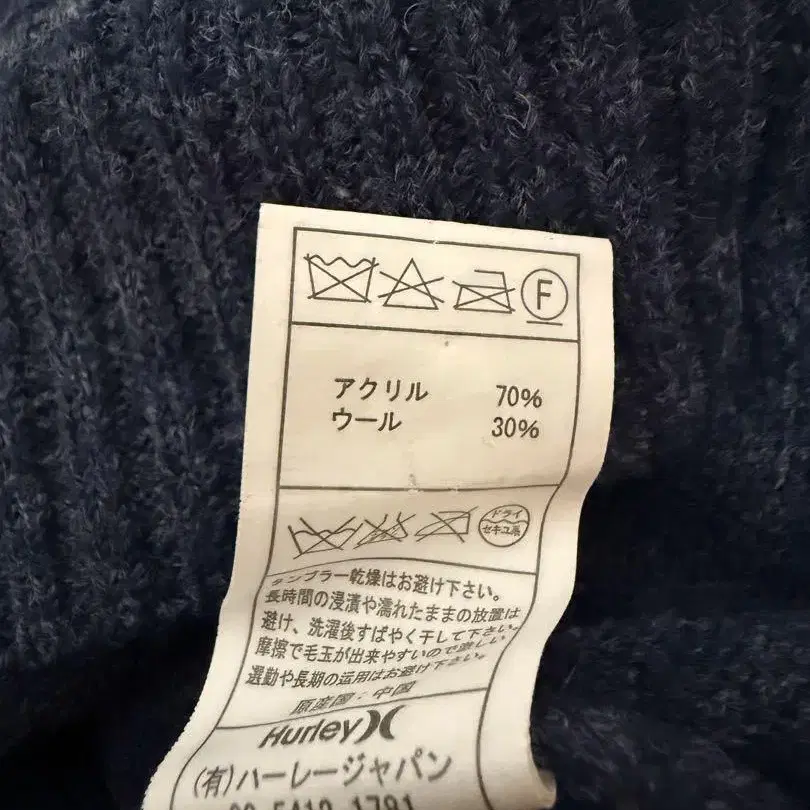 F
アクリル 70%
ウール 30%
ドライ
セキユ系
タンブラー乾燥はお避け下さい。
長時間の浸漬や濡れたままの放置は
避け、洗濯後すばやく干して下さい。
摩擦で毛玉が出来やすいので激しい
運動や長期の運用はお避け下さい。
原産国：中国
Hurley
(有)ハーレージャパン